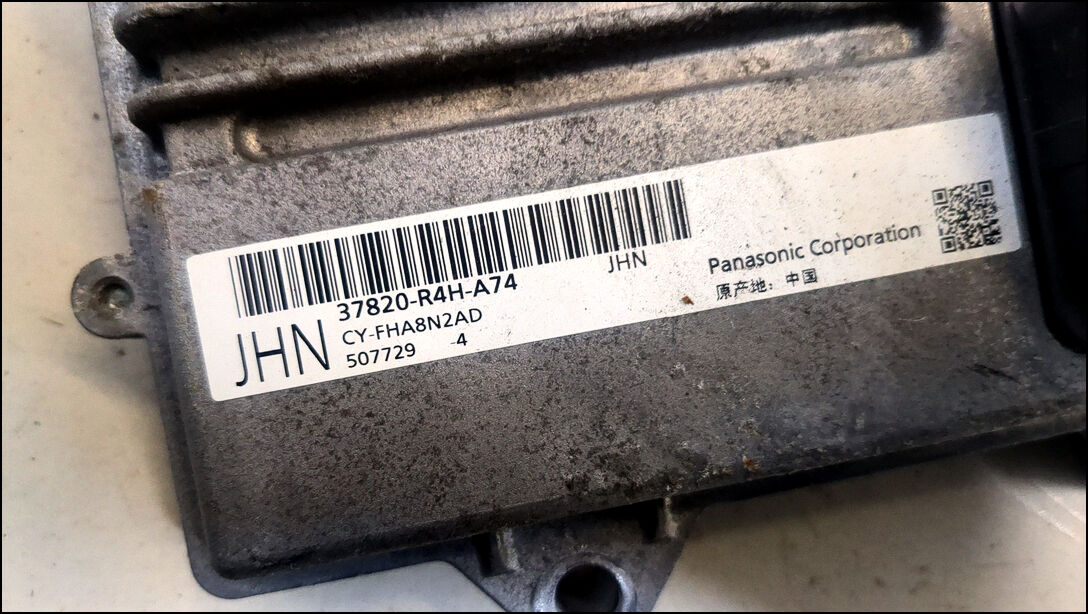 37820-R4H-A74
JHN
CY-FHA8N2AD
507729 -4
JHN
Panasonic Corporation
原产地：中国